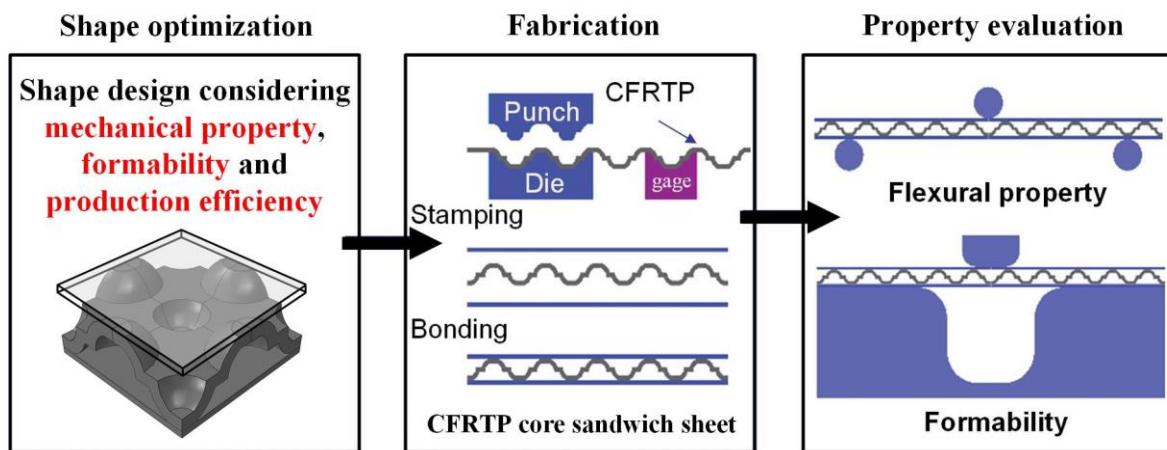 Shape optimization
Shape design considering
mechanical property,
formability and
production efficiency
Fabrication
Punch
CFRTP
Die
gage
Stamping
Bonding
CFRTP core sandwich sheet
Property evaluation
Flexural property
Formability